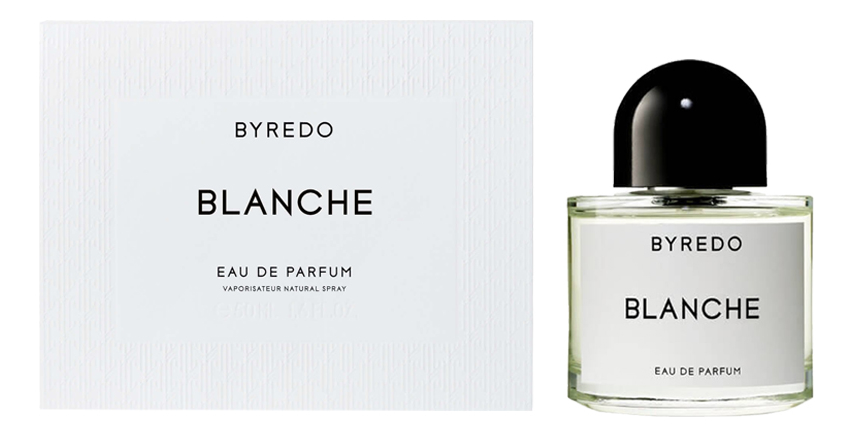 BYREDO
BLANCHE
EAU DE PARFUM
VAPORISATEUR NATURAL SPRAY
BYREDO
BLANCHE
EAU DE PARFUM